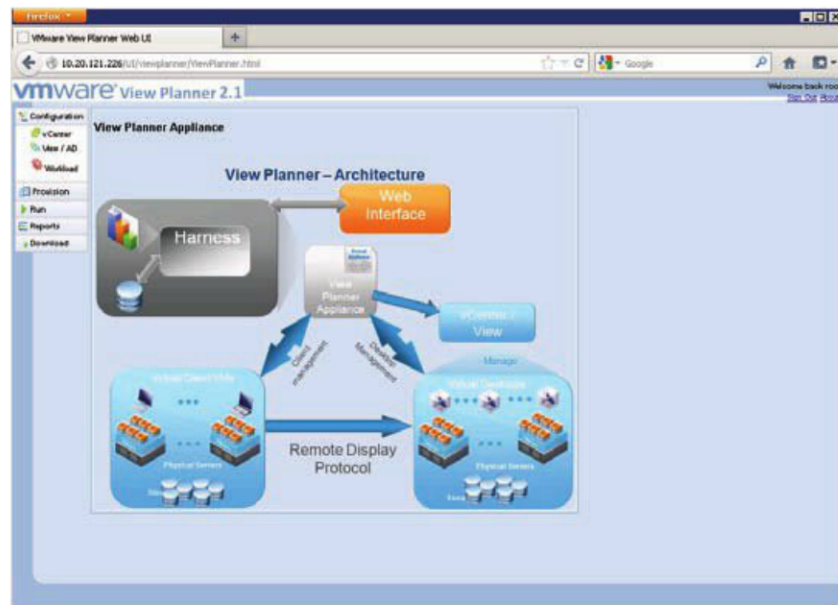 Firefox
VMware View Planner Web UI
+
10.20.121.226/UI/viewplanner/ViewPlanner.html
Google
vmware View Planner 2.1
Welcome back root
Sign Out About
Configuration
vCenter
View / AD
Workload
Provision
Run
Reports
Download
View Planner Appliance
View Planner – Architecture
Web
Interface
Harness
View
Planner
Appliance
vCenter /
View
Client
management
Desktop
Management
Manage
Virtual Client VMs
Virtual Desktops
Remote Display
Protocol
Physical Servers
Physical Servers